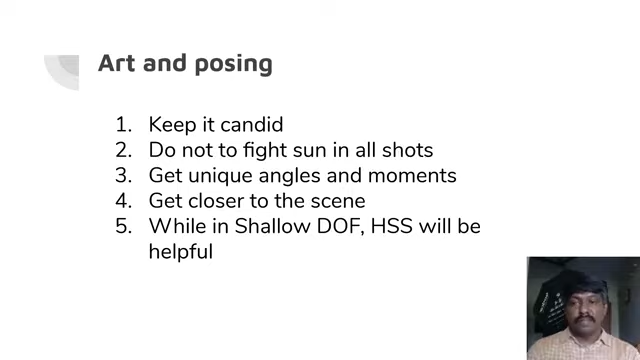 Art and posing
1. Keep it candid
2. Do not to fight sun in all shots
3. Get unique angles and moments
4. Get closer to the scene
5. While in Shallow DOF, HSS will be
helpful